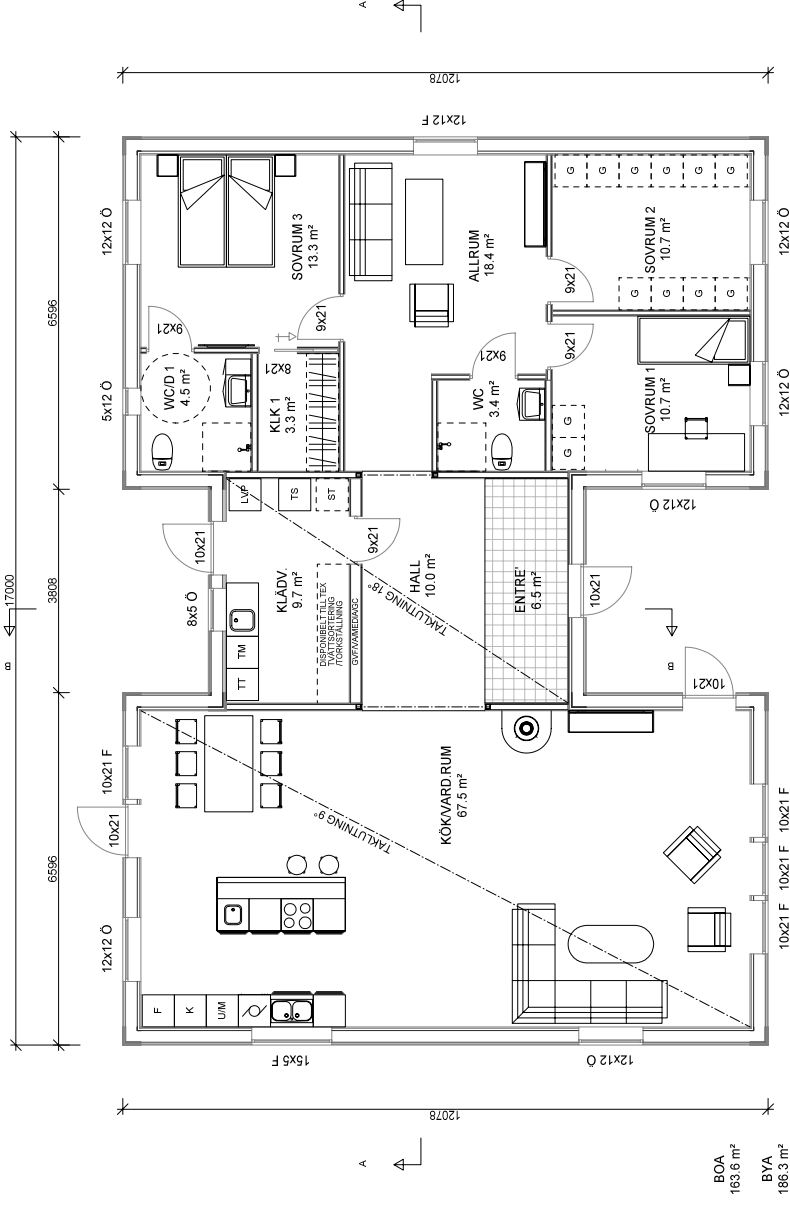 A
12078
12x12 F
17000
6596
3808
6596
12x12 Ö
5x12 Ö
SOVRUM 3
13.3 m²
ALLRUM
18.4 m²
SOVRUM 2
10.7 m²
G G G G G G
G G G G
12x12 Ö
9x21
9x21
9x21
9x21
9x21
8x21
WC/D 1
4.5 m²
KLK 1
3.3 m²
WC
3.4 m²
SOVRUM 1
10.7 m²
G
G
12x12 Ö
12x12 Ö
LVP
TS
ST
10x21
8x5 Ö
KLÄDV.
9.7 m²
9x21
HALL
10.0 m²
ENTRE'
6.5 m²
10x21
DISPONIBELT TILL TEX
TVÄTTSORTERING
/TORKSTÄLLNING
GVF/VA/MEDIA/GC
TAKLUTNING 18°
TM
TT
B
B
10x21
10x21 F
10x21
12x12 Ö
KÖK/VARD.RUM
67.5 m²
TAKLUTNING 9°
10x21 F
10x21 F
10x21 F
F
K
U/M
15x5 F
12x12 Ö
12078
A
BOA
163.6 m²
BYA
186.3 m²